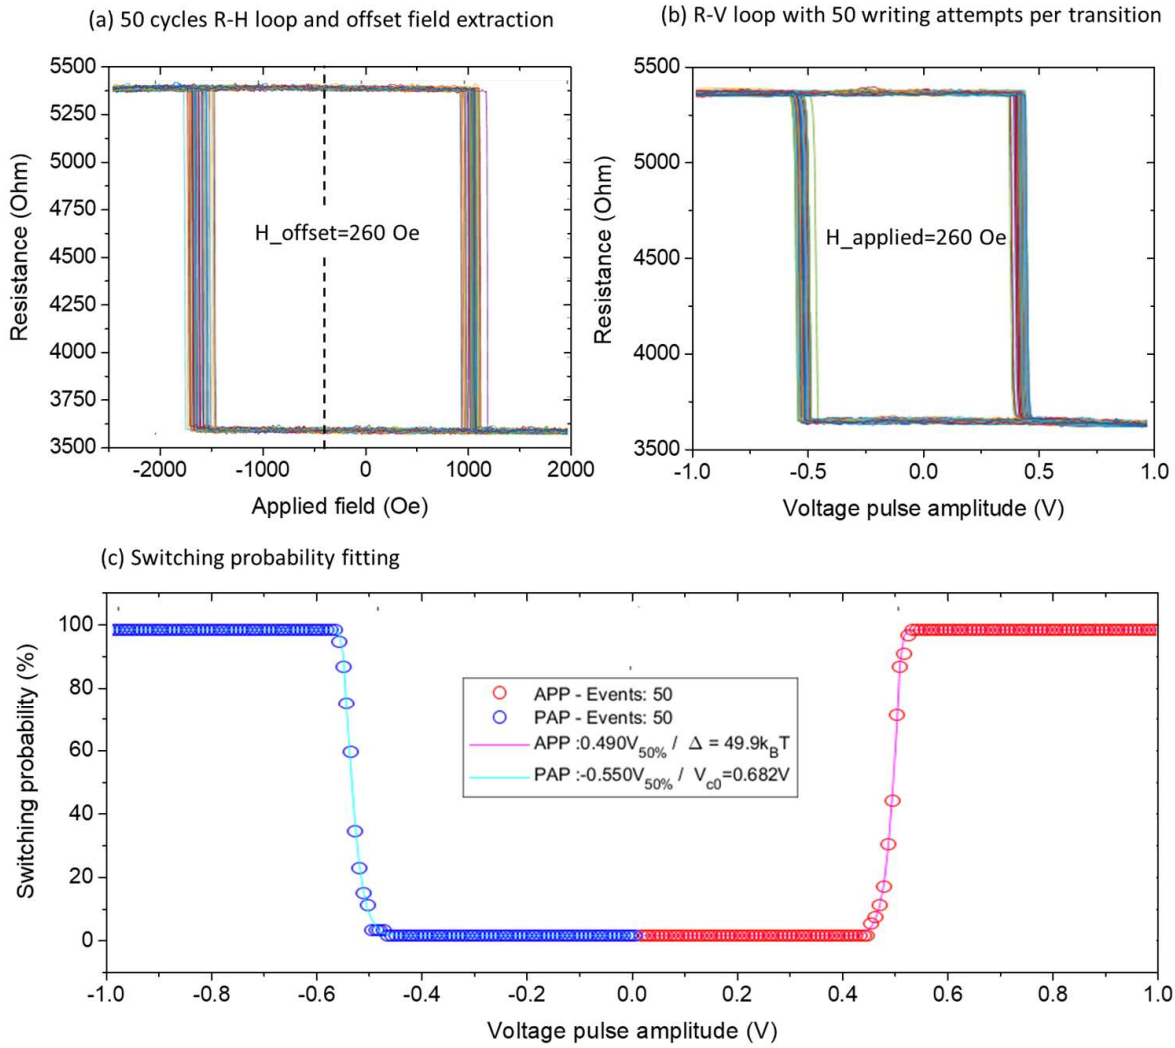 (a) 50 cycles R-H loop and offset field extraction
5500
5250
5000
4750
4500
4250
4000
3750
3500
Resistance (Ohm)
H_offset=260 Oe
-2000
-1000
0
1000
2000
Applied field (Oe)
(b) R-V loop with 50 writing attempts per transition
5500
5000
4500
4000
3500
Resistance (Ohm)
H_applied=260 Oe
-1.0
-0.5
0.0
0.5
1.0
Voltage pulse amplitude (V)
(c) Switching probability fitting
100
80
60
40
20
0
Switching probability (%)
APP - Events: 50
PAP - Events: 50
APP :0.490V50% / Δ = 49.9kBT
PAP :-0.550V50% / Vc0=0.682V
-1.0
-0.8
-0.6
-0.4
-0.2
0.0
0.2
0.4
0.6
0.8
1.0
Voltage pulse amplitude (V)